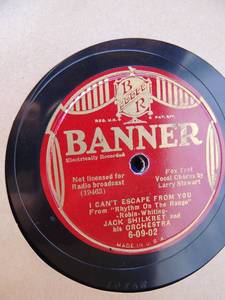 B
R
REG. U.S. PAT. OFF.
BANNER
Electrically Recorded
Not licensed for
Radio broadcast
(19463)
Fox Trot
Vocal Chorus by
Larry Stewart
I CAN'T ESCAPE FROM YOU
From "Rhythm On The Range"
-Robin-Whiting-
JACK SHILKRET and
his ORCHESTRA
6-09-02
MADE IN U.S.A.